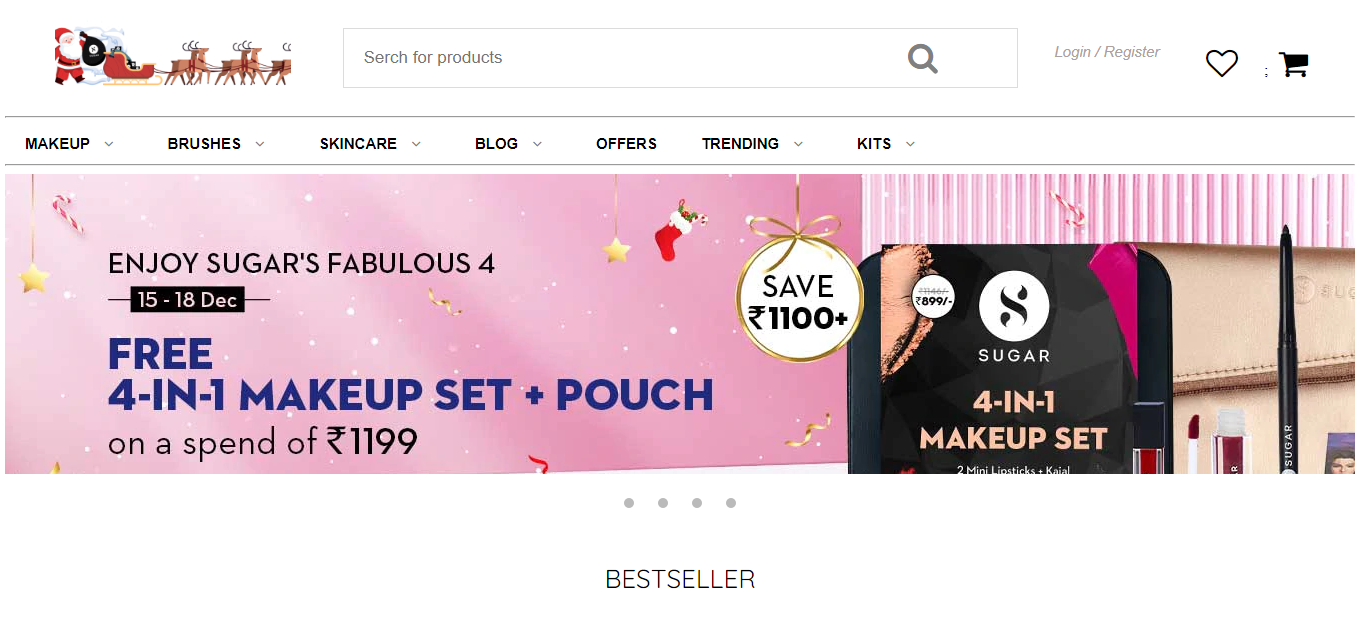 Serch for products
Login / Register
;
MAKEUP BRUSHES SKINCARE BLOG OFFERS TRENDING KITS
ENJOY SUGAR'S FABULOUS 4
15 - 18 Dec
FREE
4-IN-1 MAKEUP SET + POUCH
on a spend of ₹1199
SAVE
₹1100+
₹1146/-
₹899/-
SUGAR
4-IN-1
MAKEUP SET
2 Mini Lipsticks + Kajal
SUGAR
BESTSELLER